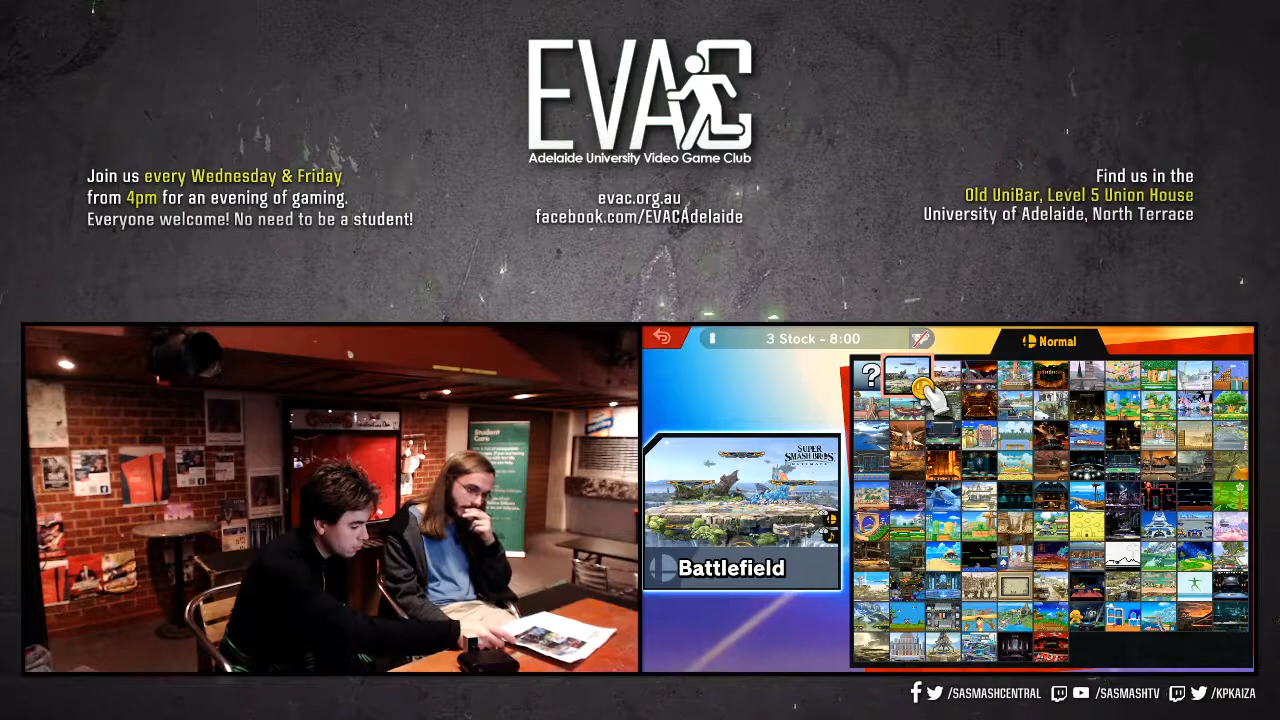 EVAC
Adelaide University Video Game Club
Join us every Wednesday & Friday
from 4pm for an evening of gaming.
Everyone welcome! No need to be a student!
evac.org.au
facebook.com/EVACAdelaide
Find us in the
Old UniBar, Level 5 Union House
University of Adelaide, North Terrace
Student
Care
3 Stock - 8:00
Normal
?
SUPER
SMASH BROS.
ULTIMATE
Battlefield
/SASMASHCENTRAL /SASMASHTV /KPKAIZA